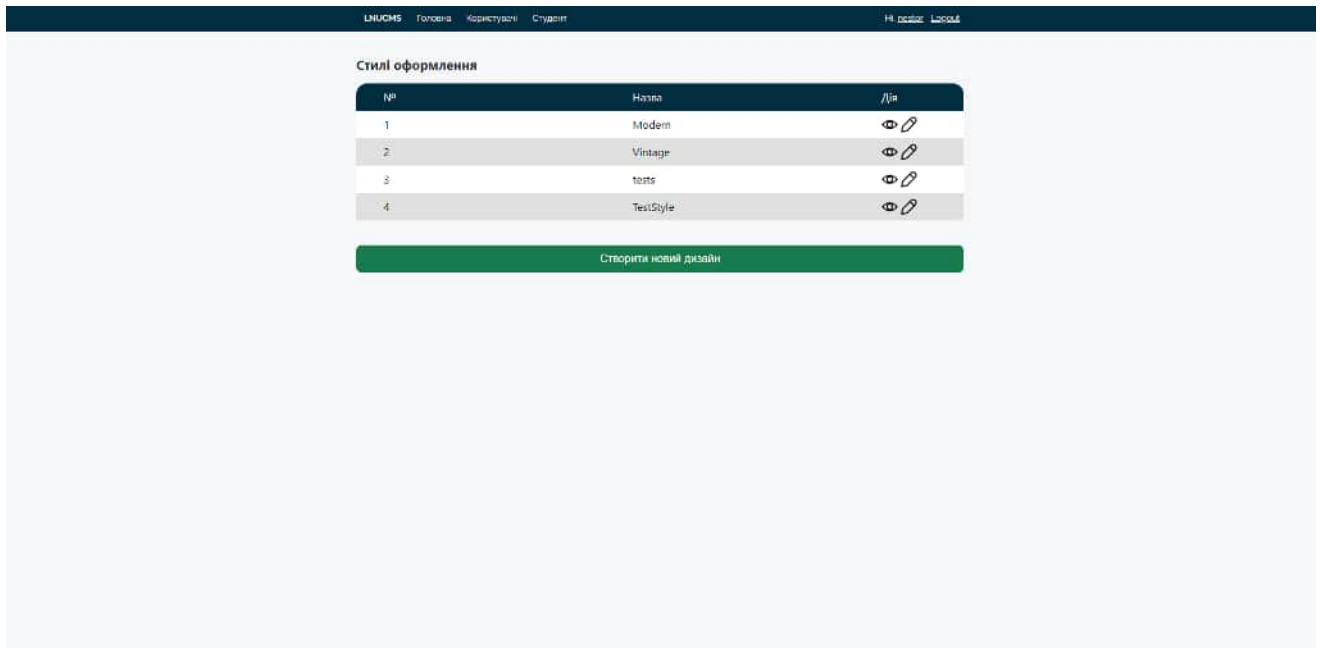 LNUCMS Головна Користувачі Студент Hi, nestor Logout
Стилі оформлення
№ Назва Дія
1 Modern
2 Vintage
3 tests
4 TestStyle
Створити новий дизайн